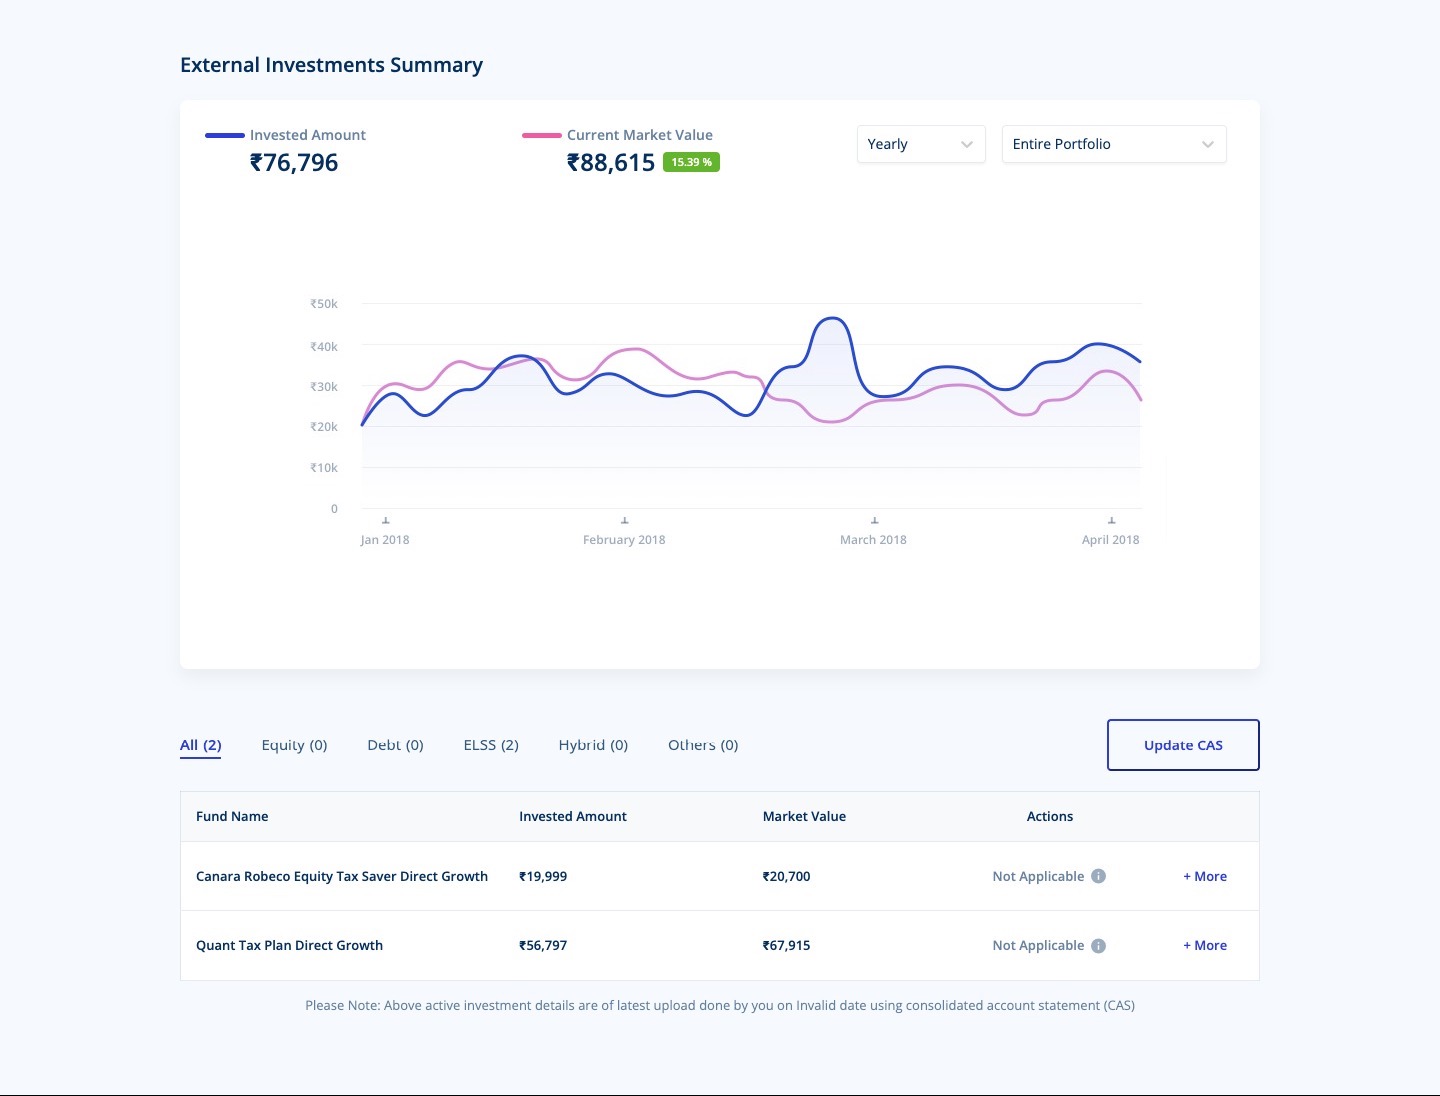 External Investments Summary
Invested Amount
₹76,796
Current Market Value
₹88,615 15.39 %
Yearly
Entire Portfolio
₹50k
₹40k
₹30k
₹20k
₹10k
0
Jan 2018 February 2018 March 2018 April 2018
All (2) Equity (0) Debt (0) ELSS (2) Hybrid (0) Others (0)
Update CAS
Fund Name Invested Amount Market Value Actions
Canara Robeco Equity Tax Saver Direct Growth ₹19,999 ₹20,700 Not Applicable + More
Quant Tax Plan Direct Growth ₹56,797 ₹67,915 Not Applicable + More
Please Note: Above active investment details are of latest upload done by you on Invalid date using consolidated account statement (CAS)